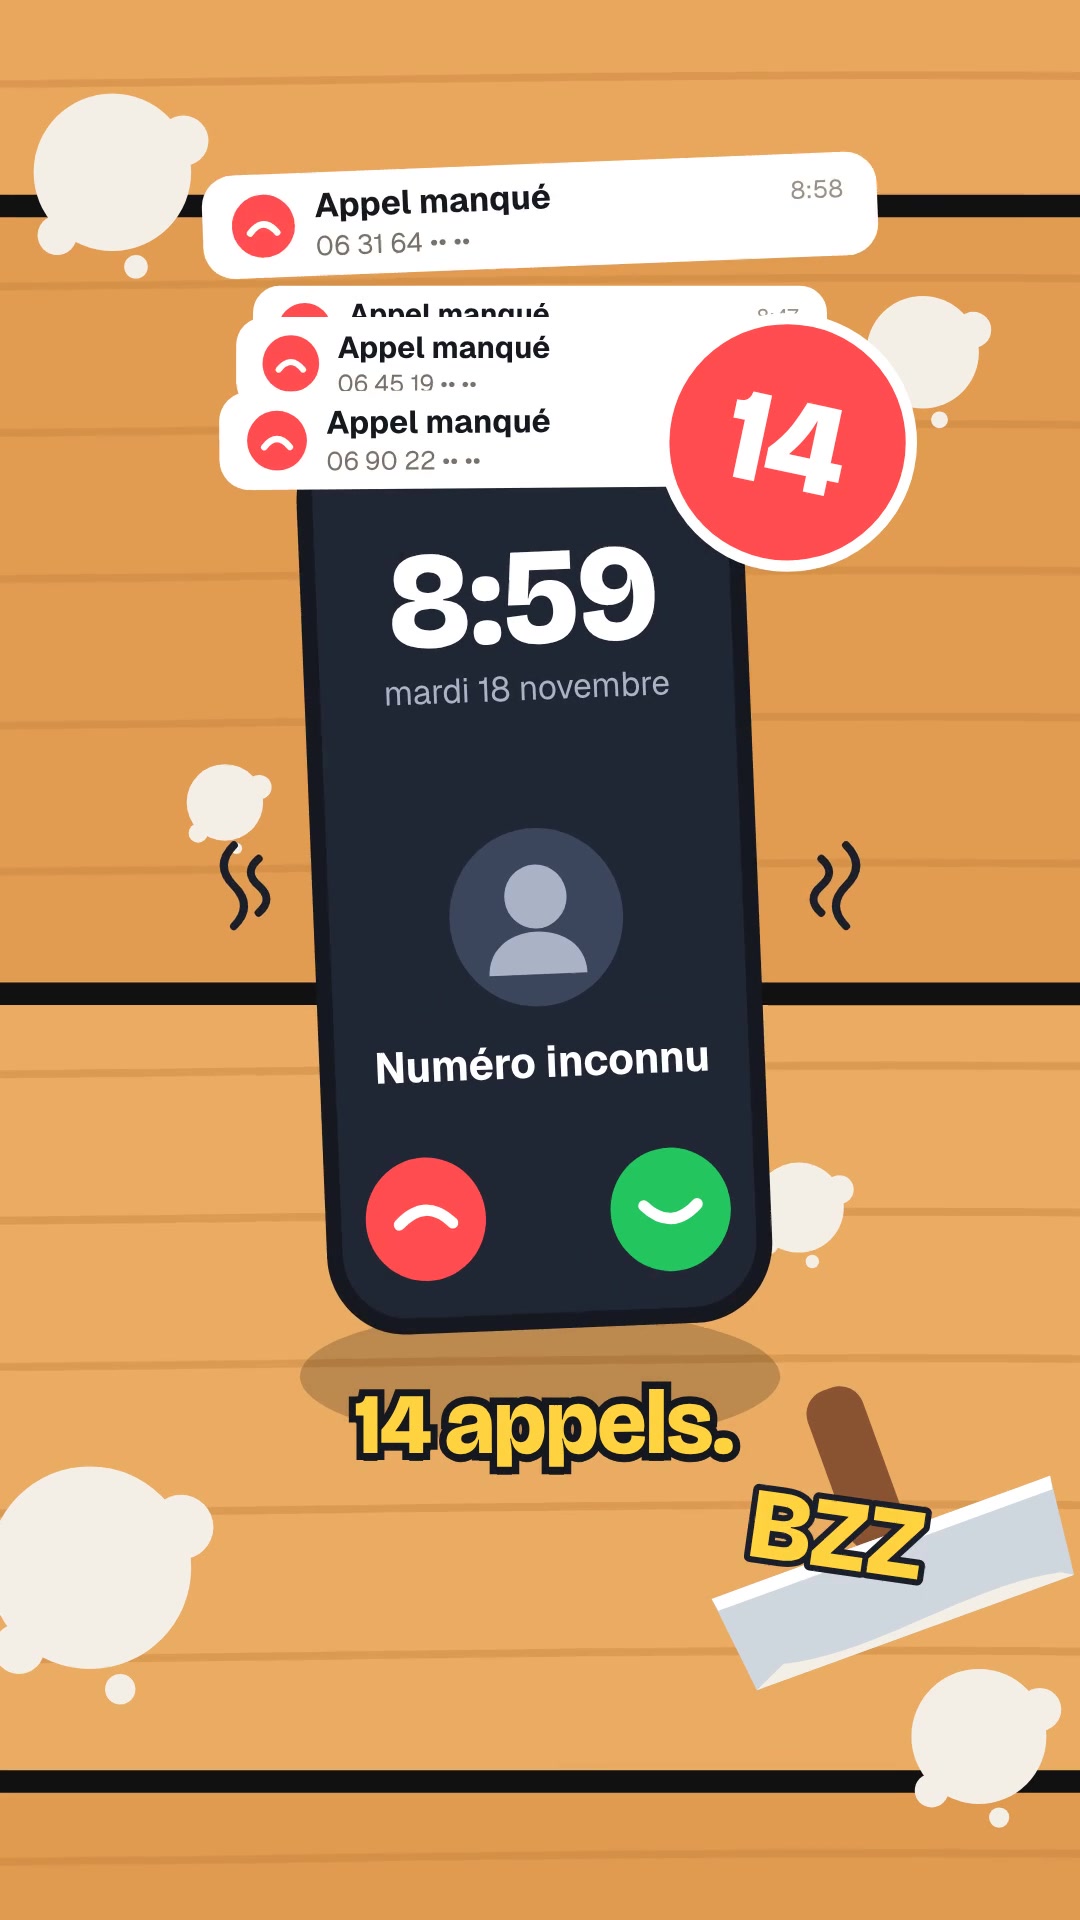 Appel manqué
8:58
06 31 64 •• ••
Appel manqué
Appel manqué
06 45 19 •• ••
Appel manqué
06 90 22 •• ••
14
8:59
mardi 18 novembre
Numéro inconnu
14 appels.
BZZ